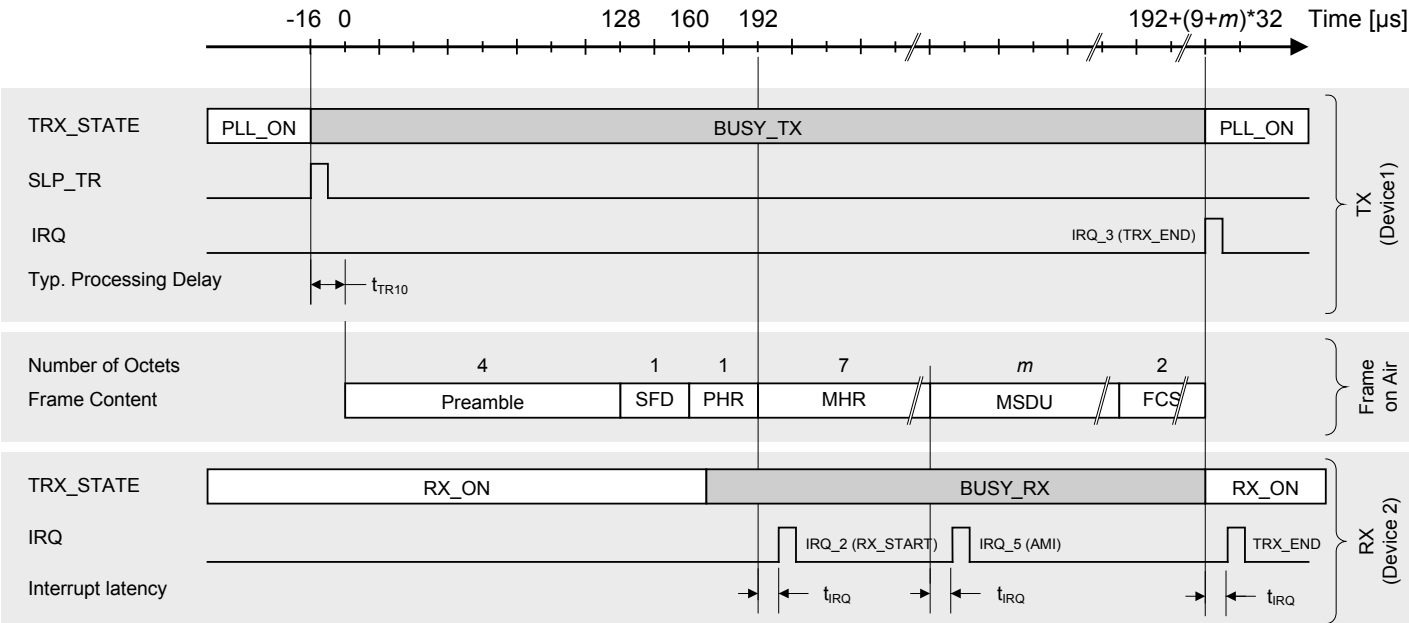 -16 0 128 160 192 192+(9+m)*32 Time [µs]
TRX_STATE PLL_ON BUSY_TX PLL_ON
SLP_TR
IRQ IRQ_3 (TRX_END)
Typ. Processing Delay tTR10
TX
(Device1)
Number of Octets 4 1 1 7 m 2
Frame Content Preamble SFD PHR MHR MSDU FCS
Frame
on Air
TRX_STATE RX_ON BUSY_RX RX_ON
IRQ IRQ_2 (RX_START) IRQ_5 (AMI) TRX_END
Interrupt latency tIRQ tIRQ tIRQ
RX
(Device 2)